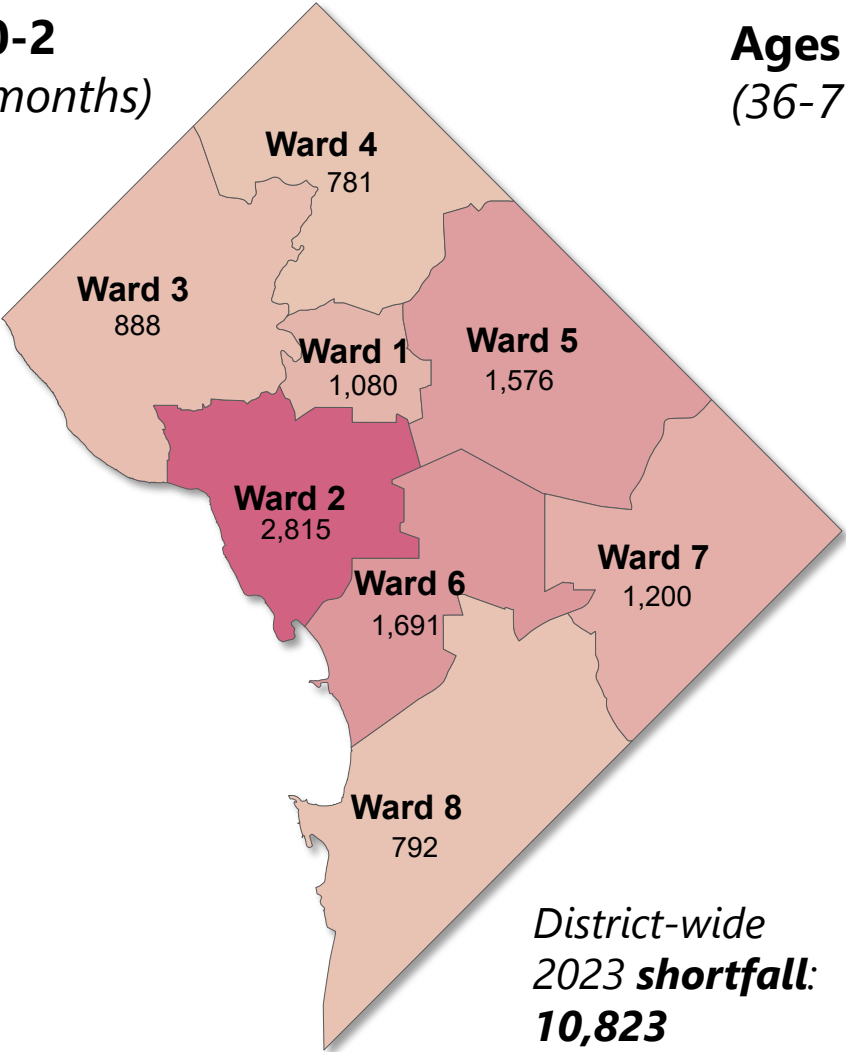 0-2
months)
Ages
(36-7
Ward 4
781
Ward 3
888
Ward 1
1,080
Ward 5
1,576
Ward 2
2,815
Ward 7
1,200
Ward 6
1,691
Ward 8
792
District-wide
2023 shortfall:
10,823